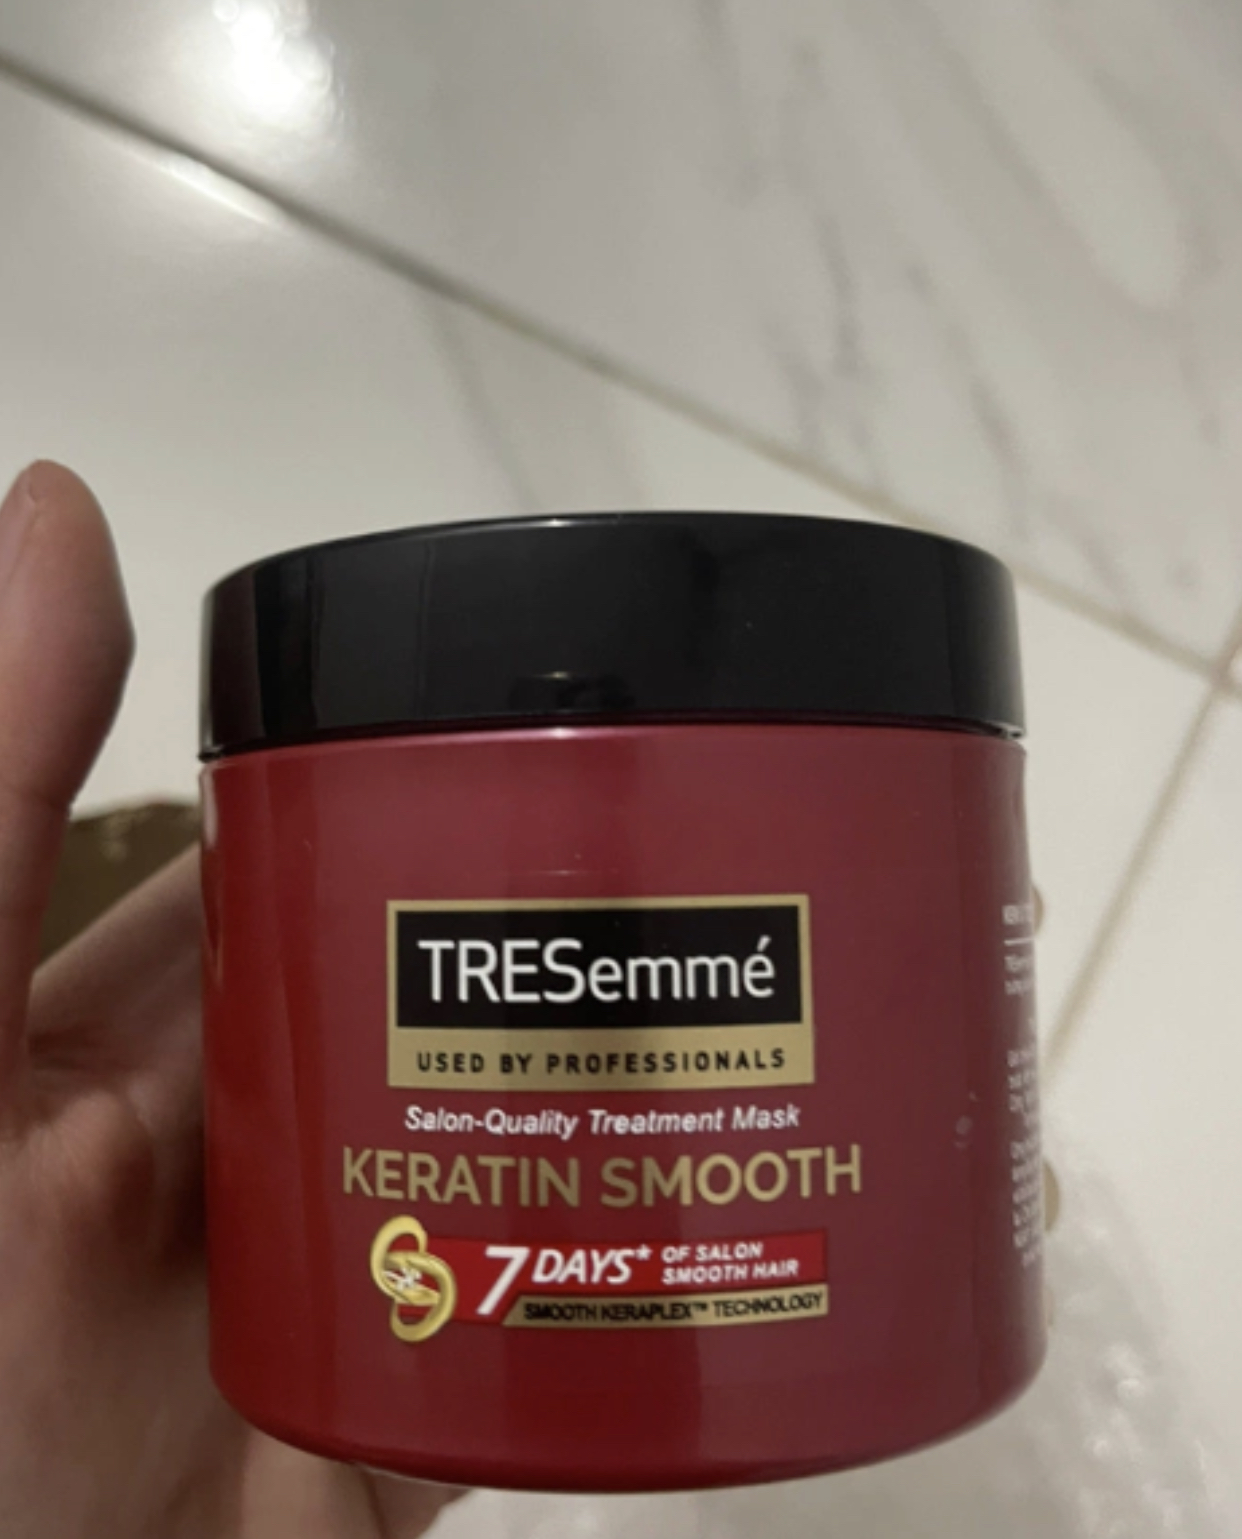 TRESemmé
USED BY PROFESSIONALS
Salon-Quality Treatment Mask
KERATIN SMOOTH
7 DAYS* OF SALON
SMOOTH HAIR
SMOOTH KERAPLEX™ TECHNOLOGY